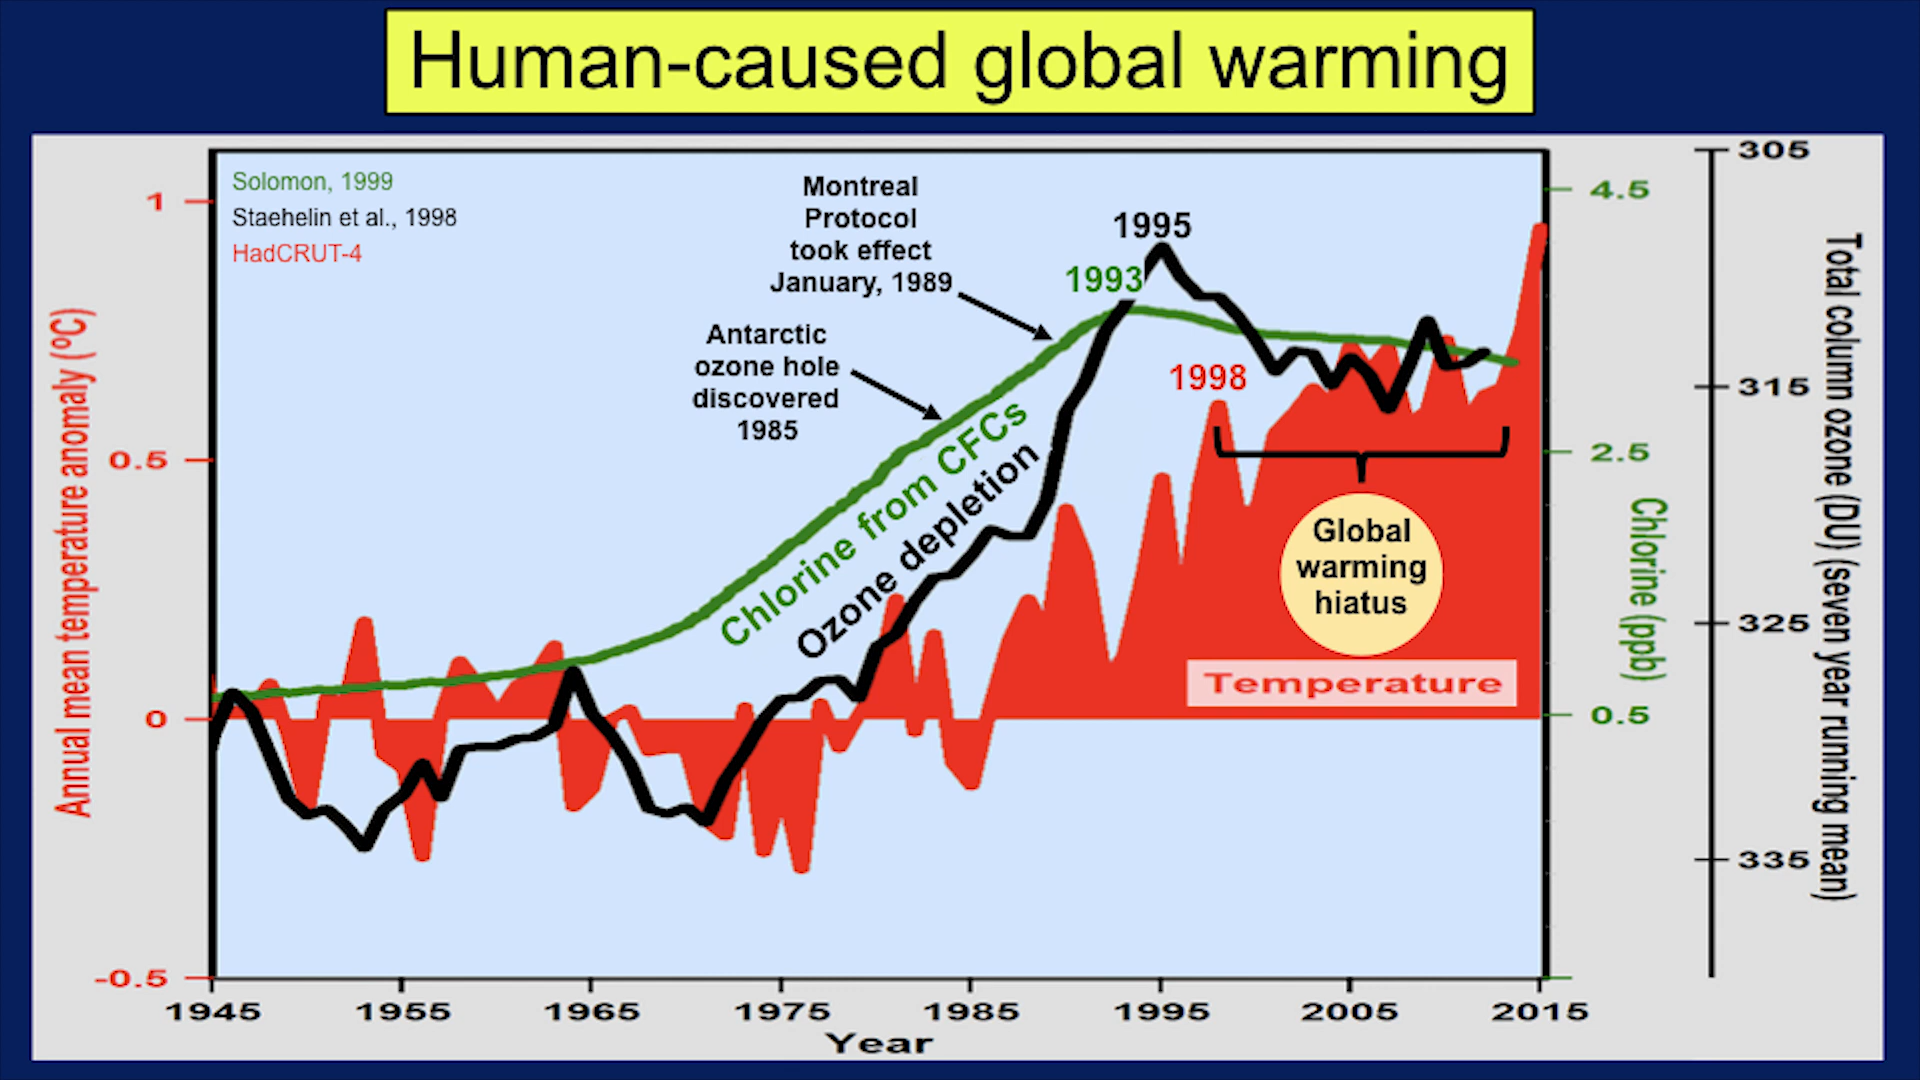 Human-caused global warming
Solomon, 1999
Staehelin et al., 1998
HadCRUT-4
Montreal
Protocol
took effect
January, 1989
Antarctic
ozone hole
discovered
1985
1993
1995
1998
Chlorine from CFCs
Ozone depletion
Global
warming
hiatus
Temperature
Annual mean temperature anomaly (ºC)
1
0.5
0
-0.5
1945
1955
1965
1975
1985
1995
2005
2015
Year
4.5
2.5
0.5
Chlorine (ppb)
305
315
325
335
Total column ozone (DU) (seven year running mean)